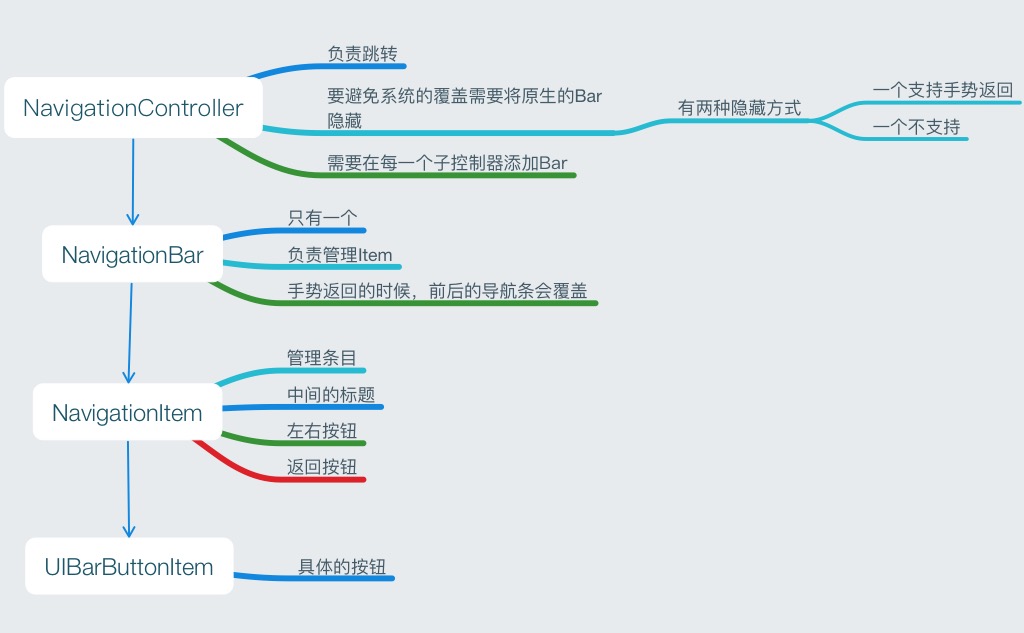 NavigationController
负责跳转
要避免系统的覆盖需要将原生的Bar
隐藏
有两种隐藏方式
一个支持手势返回
一个不支持
需要在每一个子控制器添加Bar
NavigationBar
只有一个
负责管理Item
手势返回的时候，前后的导航条会覆盖
NavigationItem
管理条目
中间的标题
左右按钮
返回按钮
UIBarButtonItem
具体的按钮